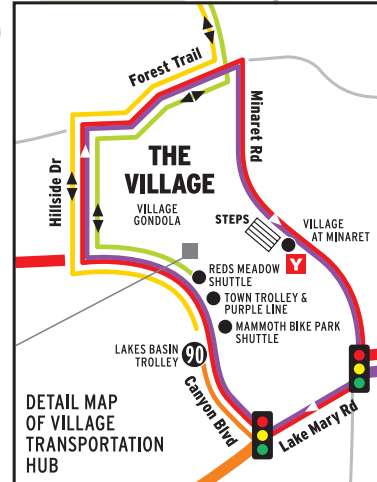 Forest Trail
Minaret Rd
Hillside Dr
THE
VILLAGE
VILLAGE
GONDOLA
STEPS
VILLAGE
AT MINARET
Y
REDS MEADOW
SHUTTLE
TOWN TROLLEY &
PURPLE LINE
MAMMOTH BIKE PARK
SHUTTLE
LAKES BASIN
TROLLEY
90
Canyon Blvd
Lake Mary Rd
DETAIL MAP
OF VILLAGE
TRANSPORTATION
HUB